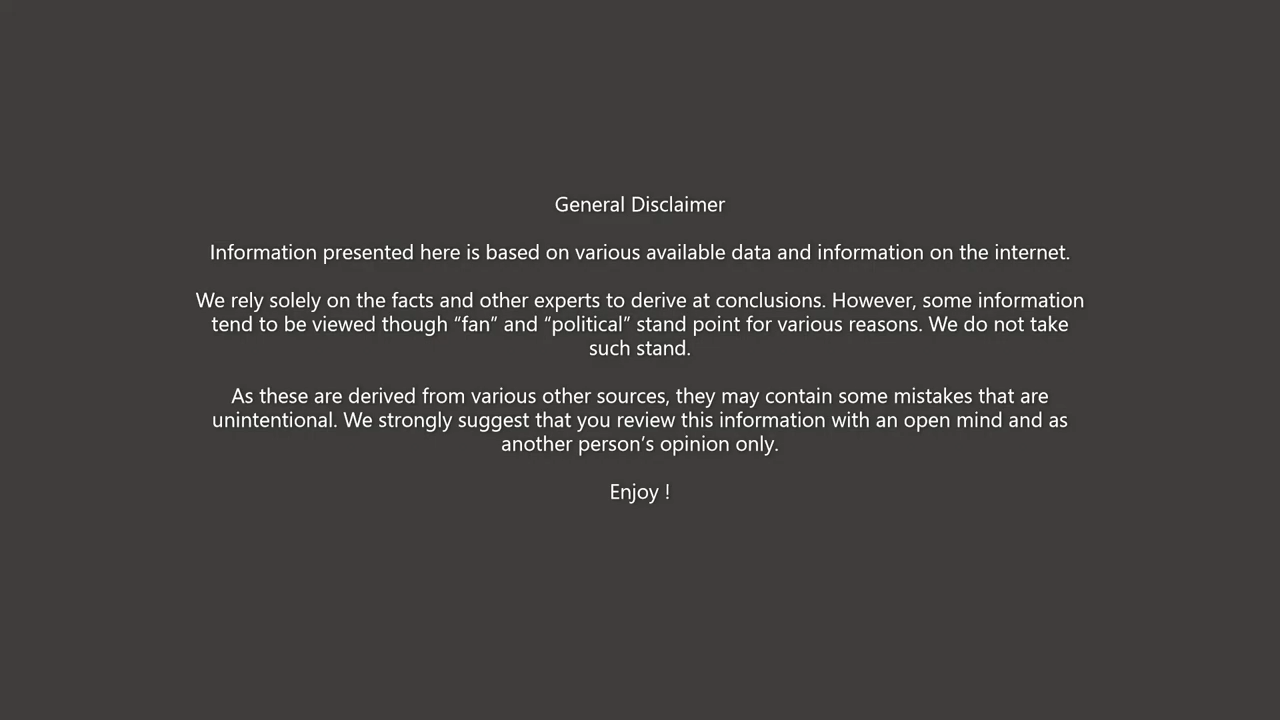 General Disclaimer
Information presented here is based on various available data and information on the internet.
We rely solely on the facts and other experts to derive at conclusions. However, some information
tend to be viewed though “fan” and “political” stand point for various reasons. We do not take
such stand.
As these are derived from various other sources, they may contain some mistakes that are
unintentional. We strongly suggest that you review this information with an open mind and as
another person’s opinion only.
Enjoy !